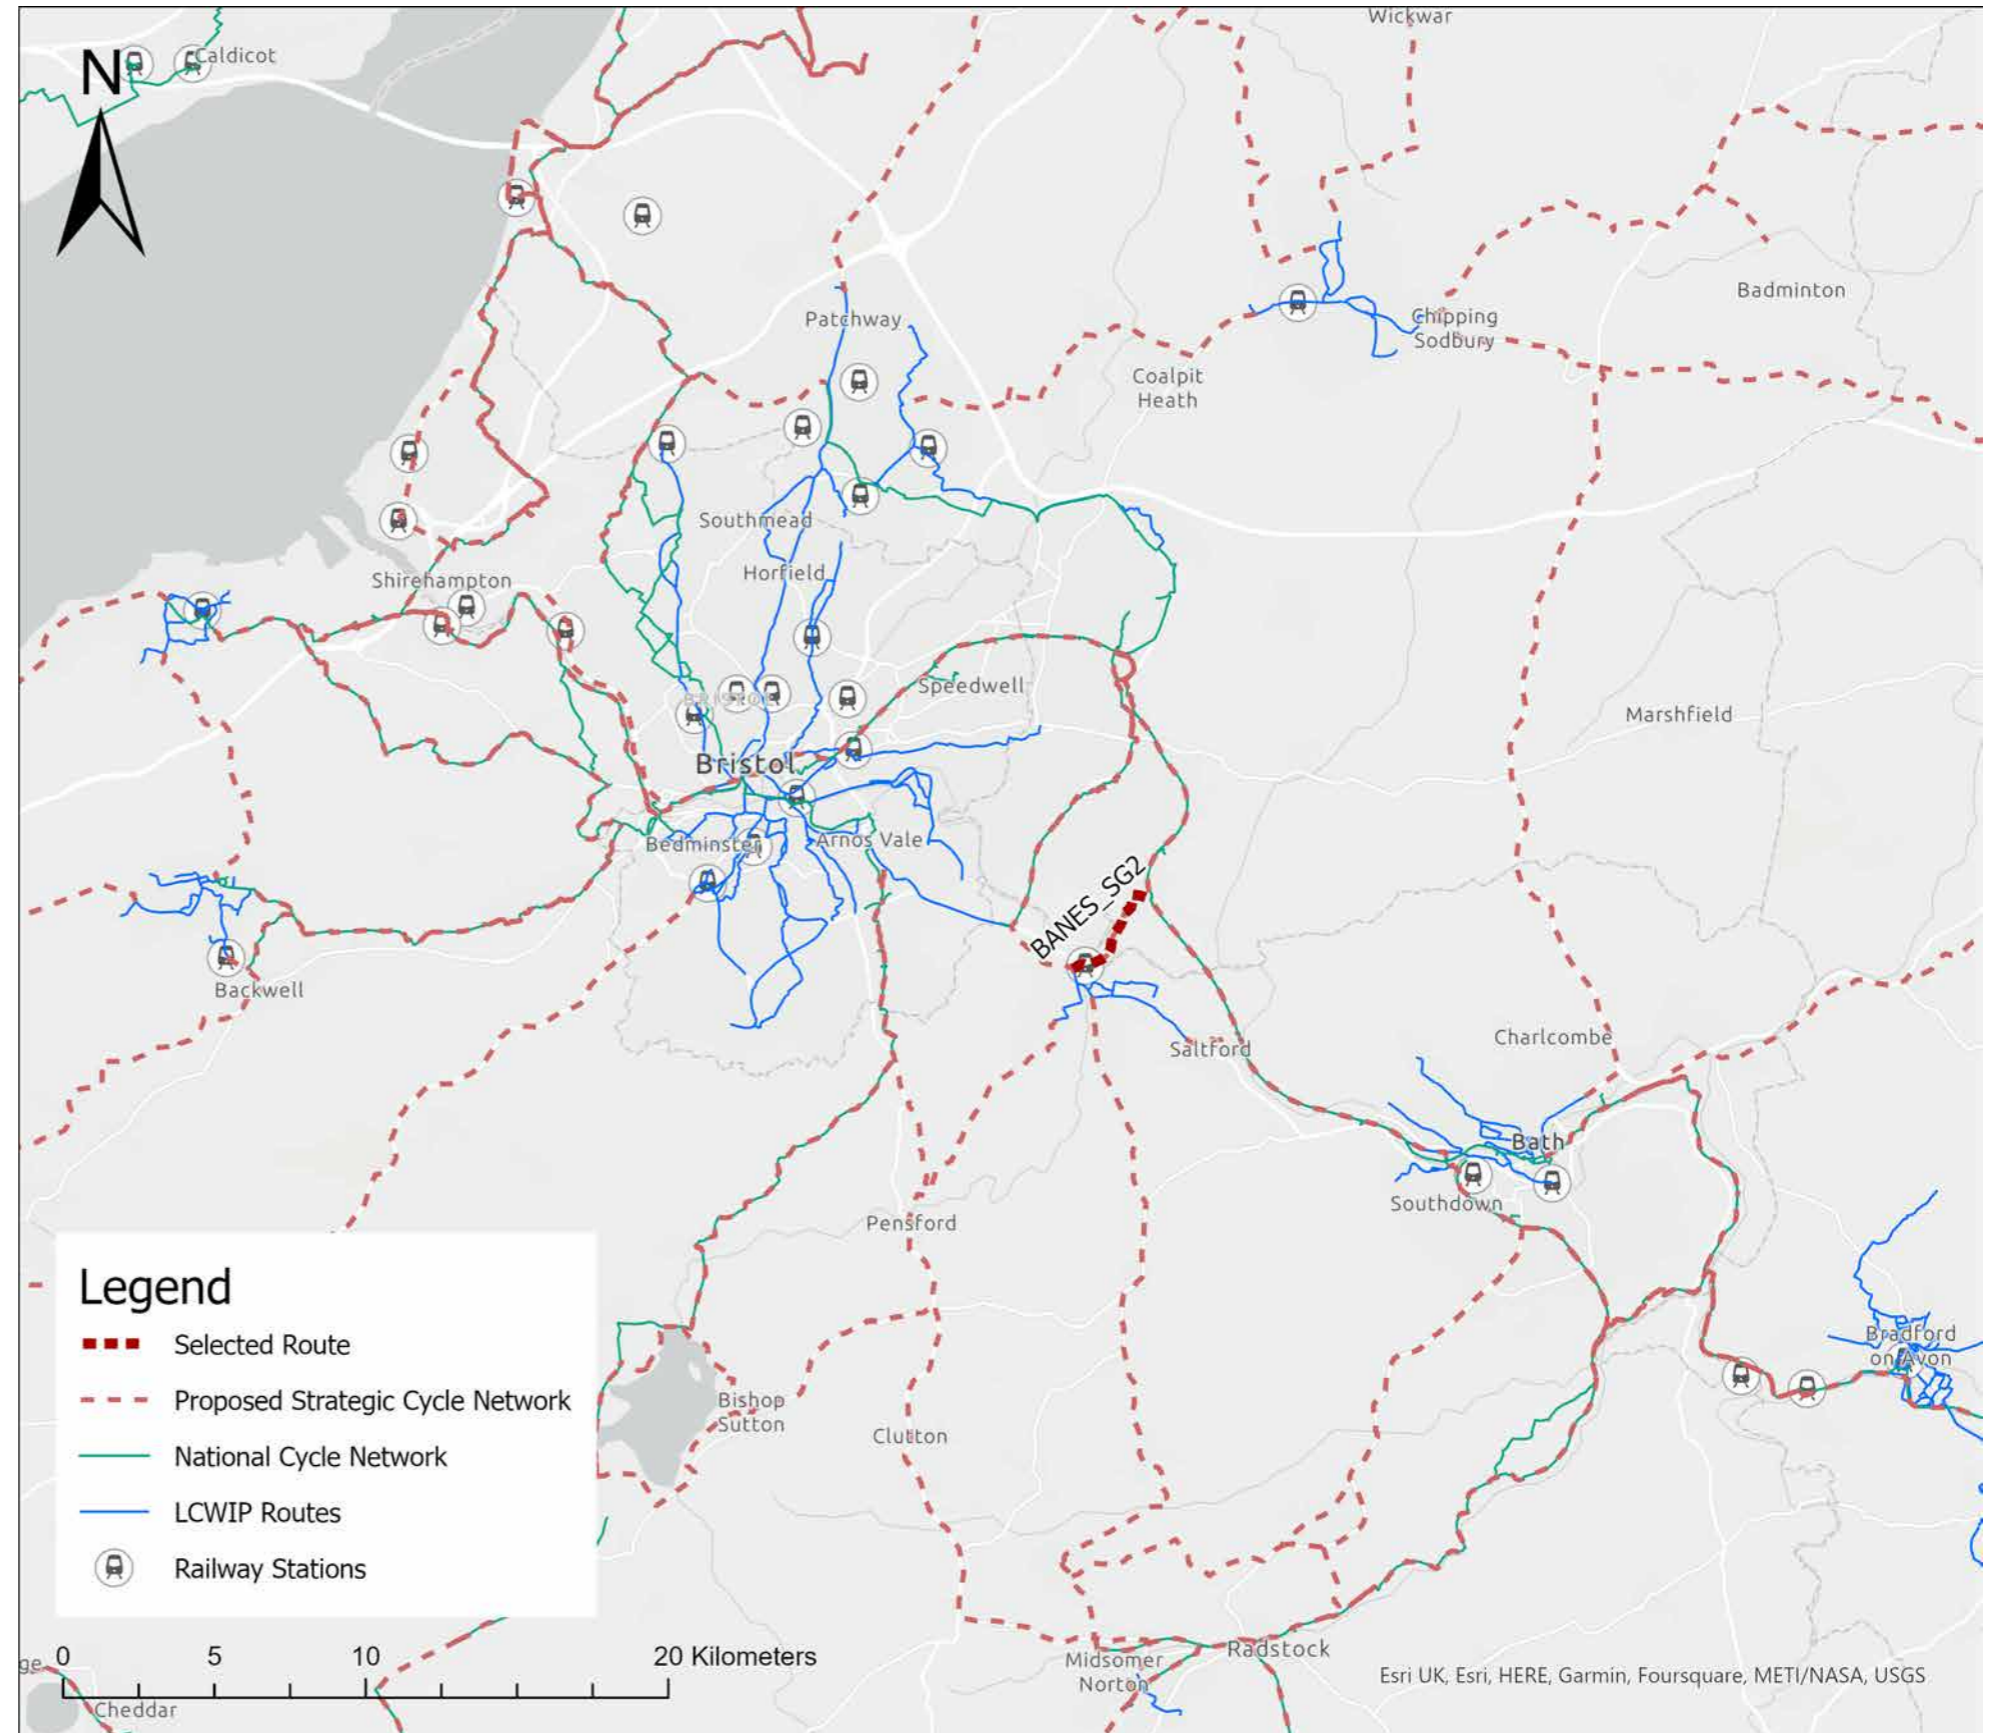 Wickwar
Caldicot
N
Badminton
Patchway
Chipping
Sodbury
Coalpit
Heath
Southmead
Horfield
Shirehampton
Speedwell
BRISTOL
Marshfield
Bristol
Bedminster
Arnos Vale
BANES_SG2
Backwell
Saltford
Charlcombe
Bath
Southdown
Pensford
Bradford
on Avon
Bishop
Sutton
Clutton
Legend
Selected Route
Proposed Strategic Cycle Network
National Cycle Network
LCWIP Routes
Railway Stations
0 5 10 20 Kilometers
ge
Cheddar
Midsomer
Norton
Radstock
Esri UK, Esri, HERE, Garmin, Foursquare, METI/NASA, USGS